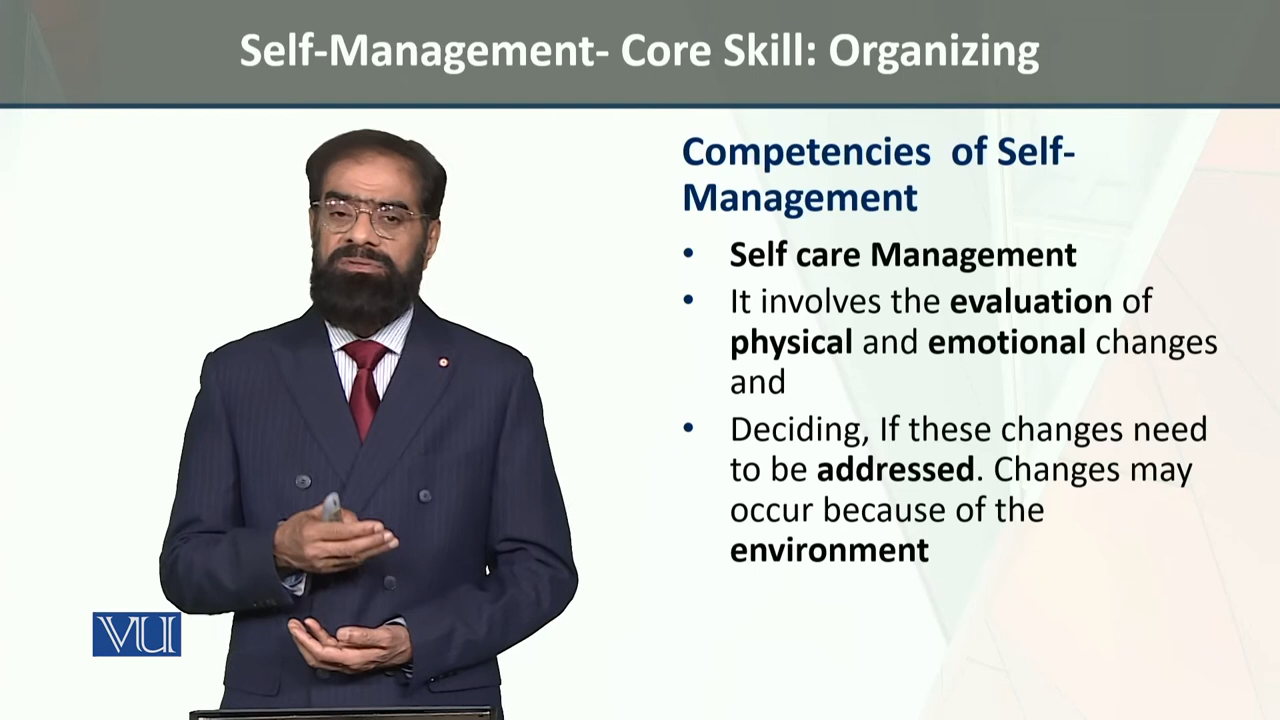 Self-Management- Core Skill: Organizing
Competencies of Self-
Management
• Self care Management
• It involves the evaluation of
physical and emotional changes
and
• Deciding, If these changes need
to be addressed. Changes may
occur because of the
environment
VU